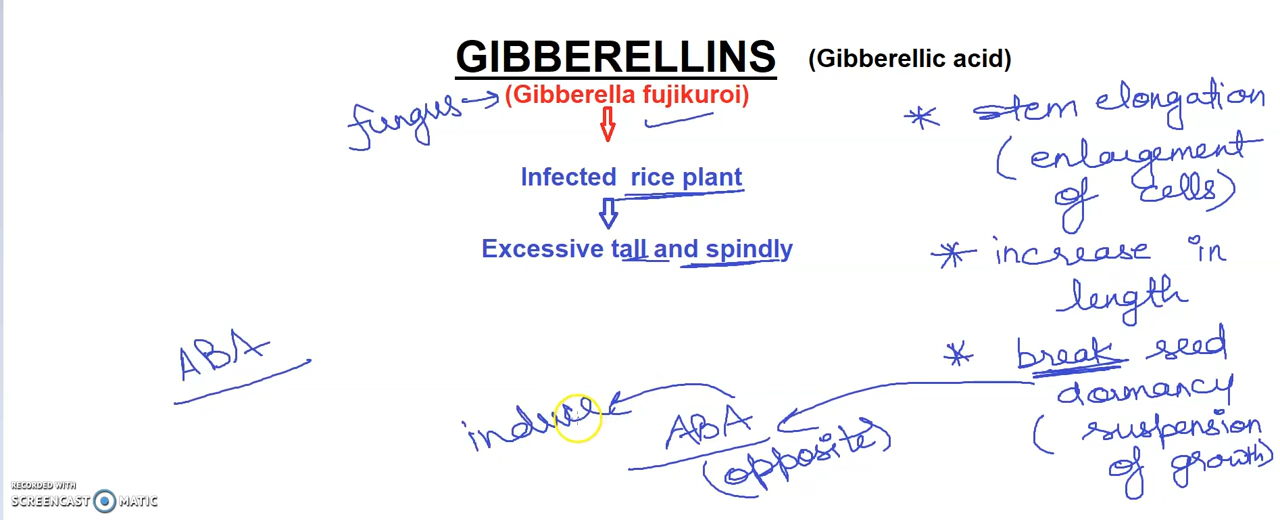 GIBBERELLINS (Gibberellic acid)
fungus (Gibberella fujikuroi)
Infected rice plant
Excessive tall and spindly
* stem elongation
(enlargement
of cells)
* increase in
length
* break seed
dormancy
(suspension
of growth)
ABA
(opposite)
induce
ABA
RECORDED WITH
SCREENCAST MATIC